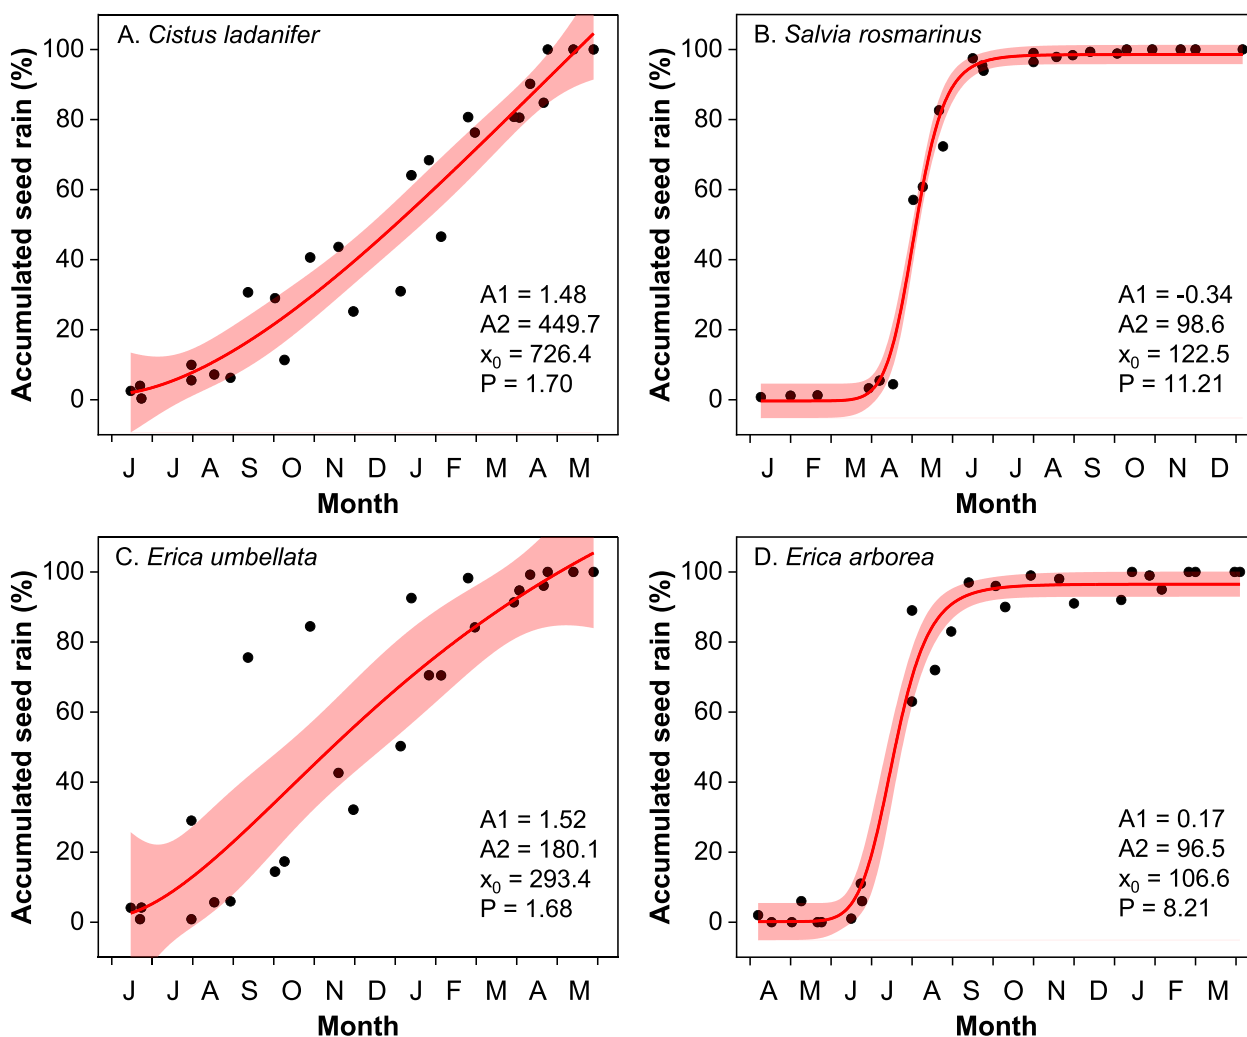 A. Cistus ladanifer
Accumulated seed rain (%)
100
80
60
40
20
0
A1 = 1.48
A2 = 449.7
x₀ = 726.4
P = 1.70
J J A S O N D J F M A M
Month
B. Salvia rosmarinus
Accumulated seed rain (%)
100
80
60
40
20
0
A1 = -0.34
A2 = 98.6
x₀ = 122.5
P = 11.21
J F M A M J J A S O N D
Month
C. Erica umbellata
Accumulated seed rain (%)
100
80
60
40
20
0
A1 = 1.52
A2 = 180.1
x₀ = 293.4
P = 1.68
J J A S O N D J F M A M
Month
D. Erica arborea
Accumulated seed rain (%)
100
80
60
40
20
0
A1 = 0.17
A2 = 96.5
x₀ = 106.6
P = 8.21
A M J J A S O N D J F M
Month